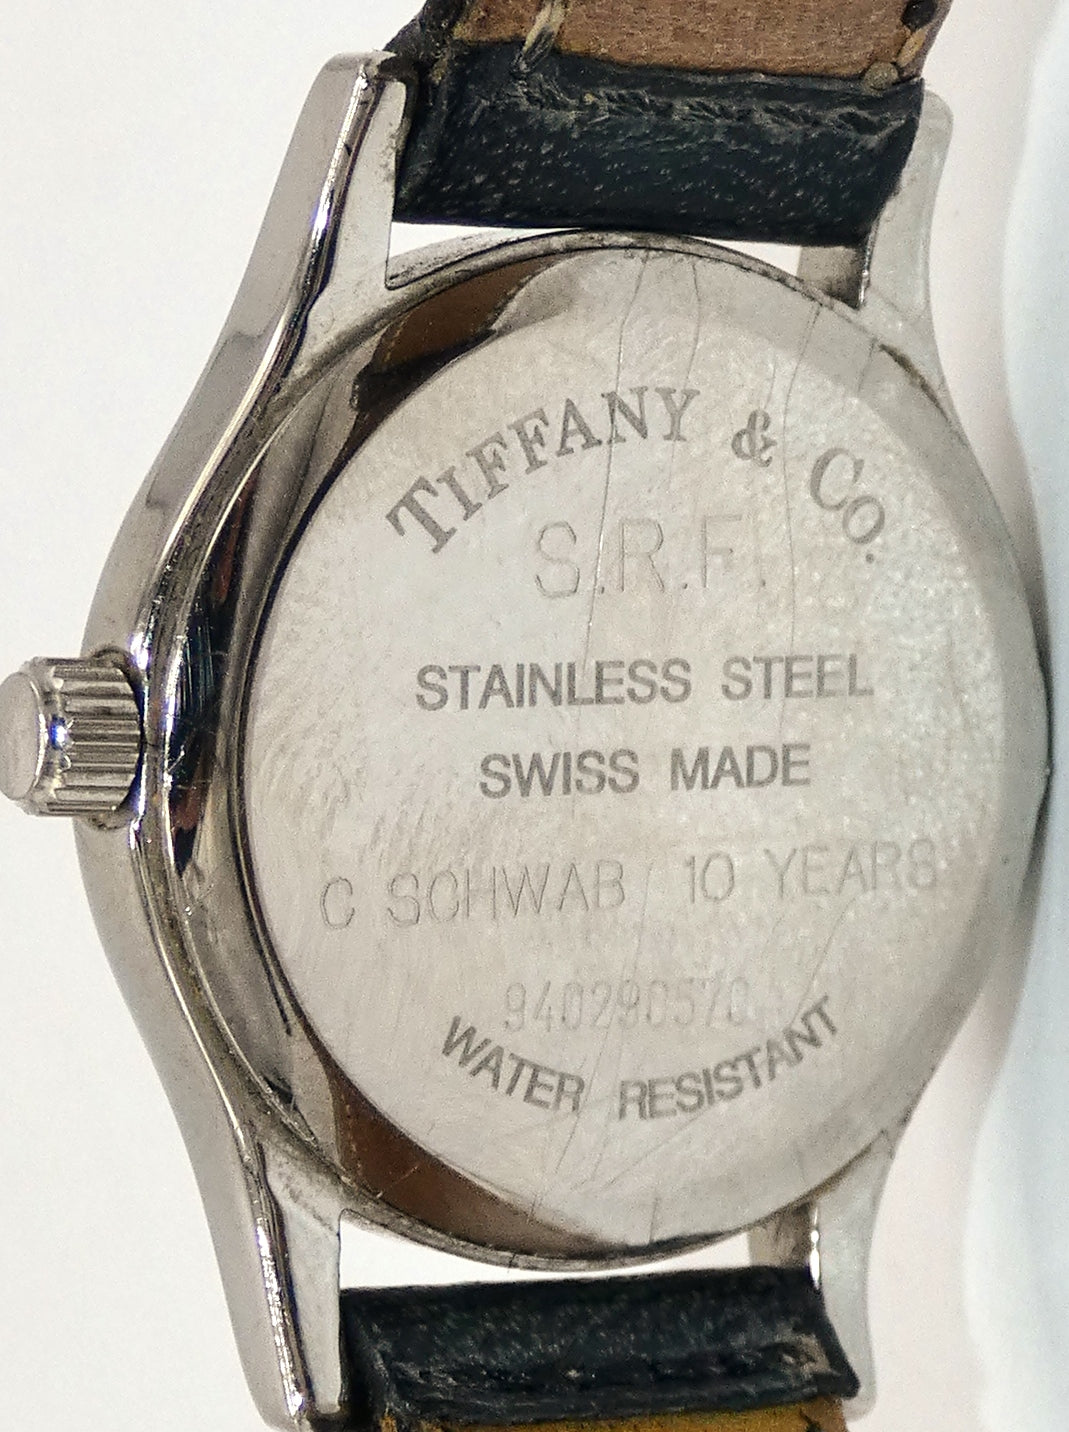 TIFFANY & CO.
S.R.F.
STAINLESS STEEL
SWISS MADE
C SCHWAB 10 YEARS
940290570
WATER RESISTANT